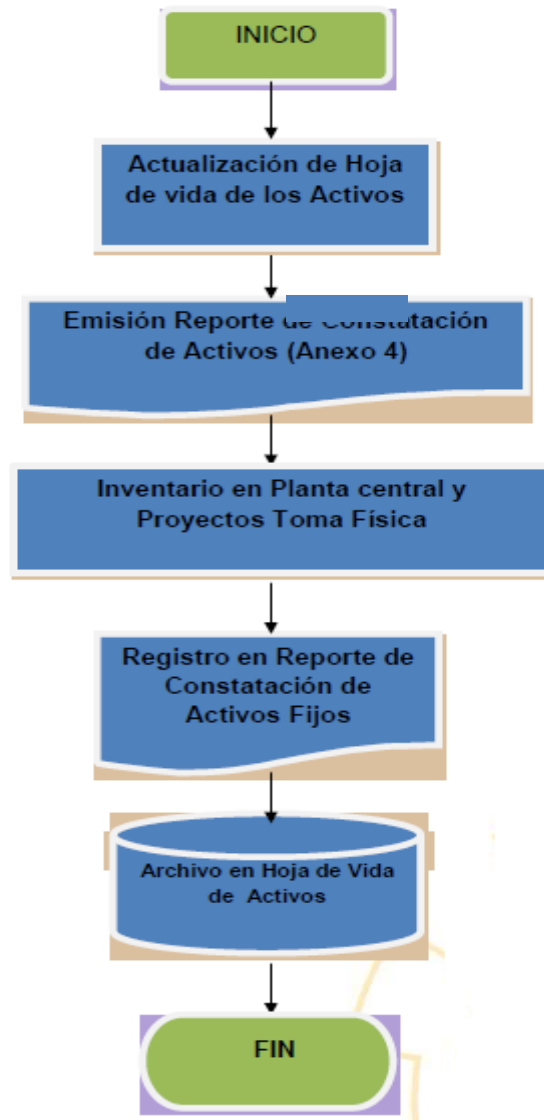 INICIO
Actualización de Hoja
de vida de los Activos
Emisión Reporte de Constatación
de Activos (Anexo 4)
Inventario en Planta central y
Proyectos Toma Física
Registro en Reporte de
Constatación de
Activos Fijos
Archivo en Hoja de Vida
de Activos
FIN